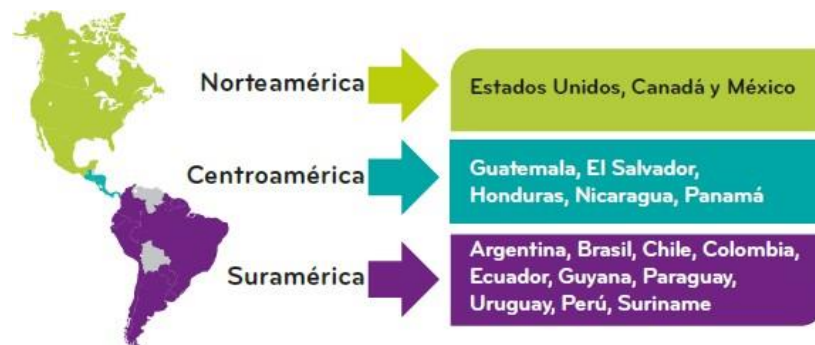 Norteamérica
Estados Unidos, Canadá y México
Centroamérica
Guatemala, El Salvador,
Honduras, Nicaragua, Panamá
Suramérica
Argentina, Brasil, Chile, Colombia,
Ecuador, Guyana, Paraguay,
Uruguay, Perú, Suriname